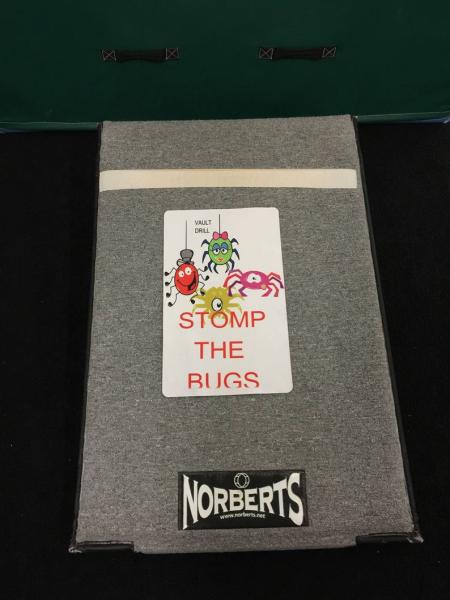 VAULT
DRILL
STOMP
THE
BUGS
NORBERTS
www.norberts.net